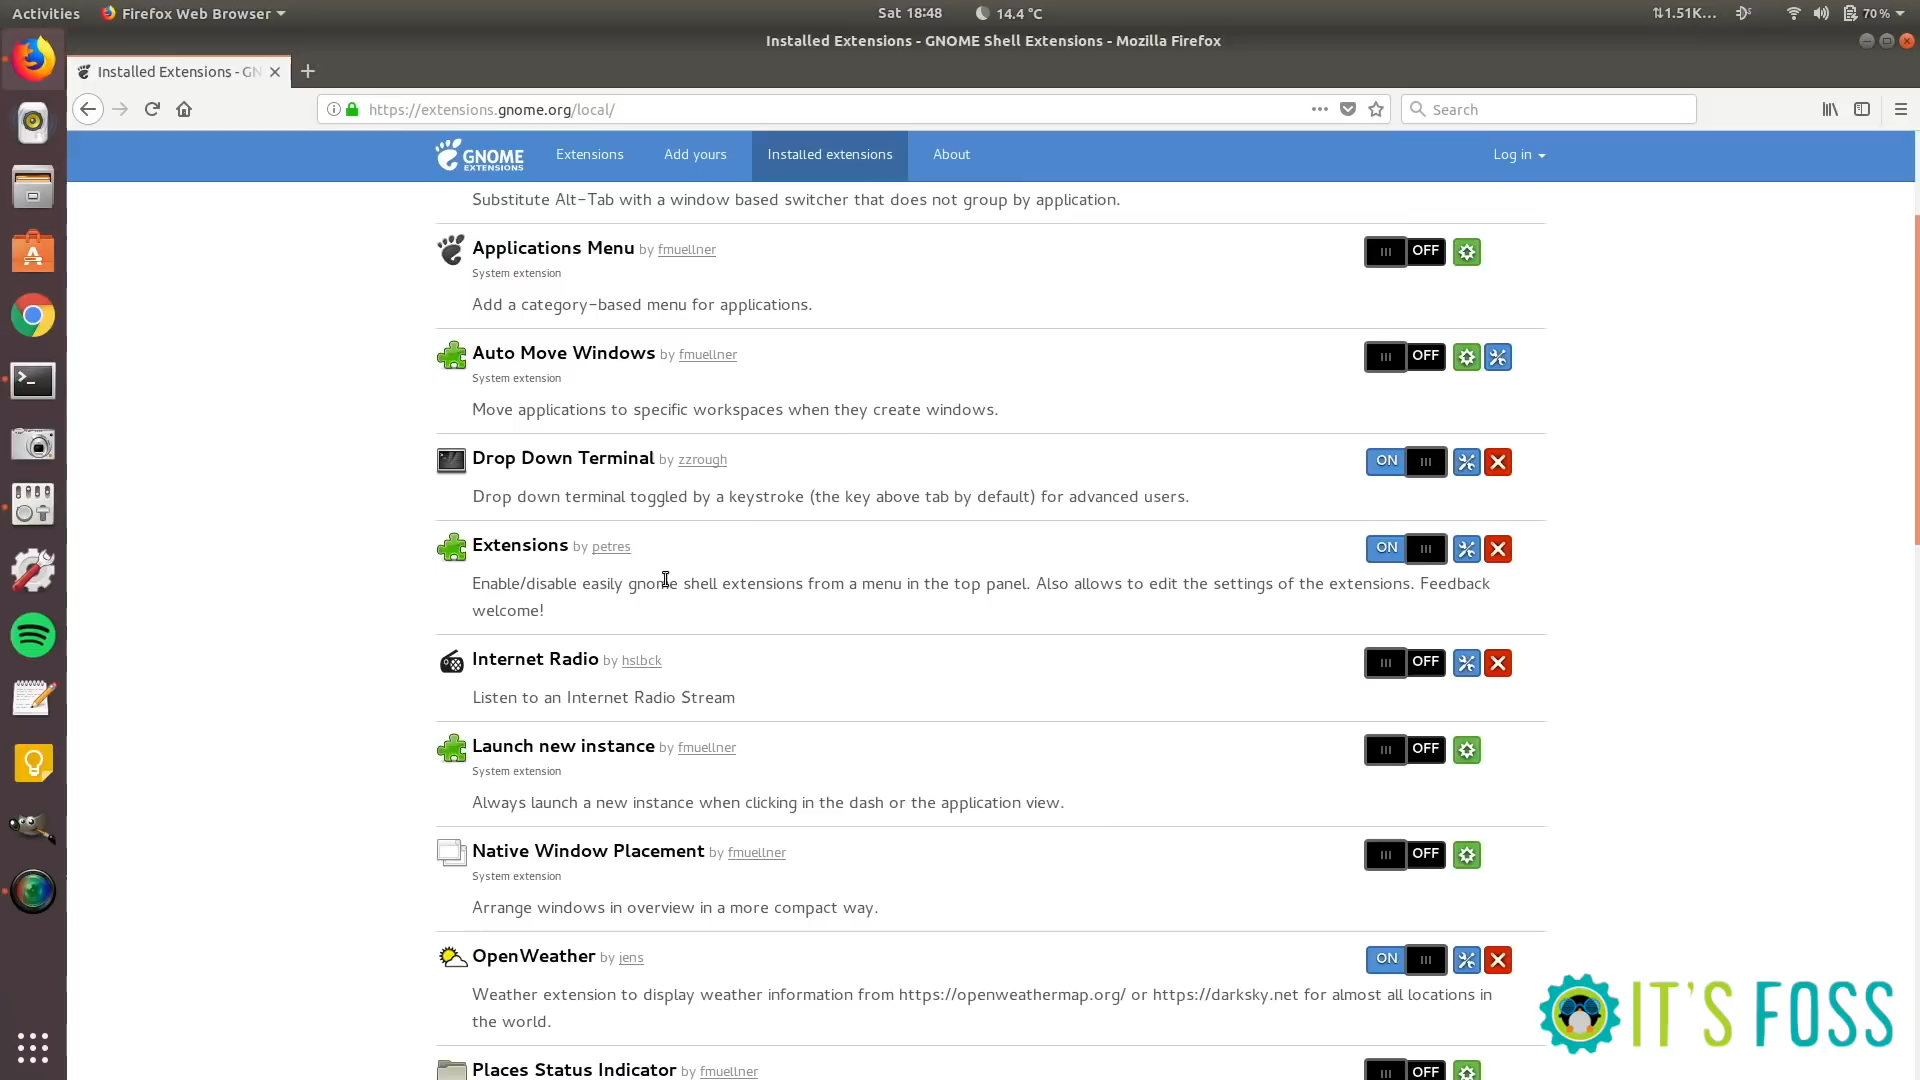 Activities
Firefox Web Browser
Sat 18:48
14.4 °C
1.51K...
70 %
Installed Extensions - GNOME Shell Extensions - Mozilla Firefox
Installed Extensions - GN
https://extensions.gnome.org/local/
Search
GNOME
EXTENSIONS
Extensions
Add yours
Installed extensions
About
Log in
Substitute Alt-Tab with a window based switcher that does not group by application.
Applications Menu by fmuellner
OFF
System extension
Add a category-based menu for applications.
Auto Move Windows by fmuellner
OFF
System extension
Move applications to specific workspaces when they create windows.
Drop Down Terminal by zzrough
ON
Drop down terminal toggled by a keystroke (the key above tab by default) for advanced users.
Extensions by petres
ON
Enable/disable easily gnome shell extensions from a menu in the top panel. Also allows to edit the settings of the extensions. Feedback
welcome!
Internet Radio by hslbck
OFF
Listen to an Internet Radio Stream
Launch new instance by fmuellner
OFF
System extension
Always launch a new instance when clicking in the dash or the application view.
Native Window Placement by fmuellner
OFF
System extension
Arrange windows in overview in a more compact way.
OpenWeather by jens
ON
Weather extension to display weather information from https://openweathermap.org/ or https://darksky.net for almost all locations in
the world.
IT'S FOSS
Places Status Indicator by fmuellner
OFF